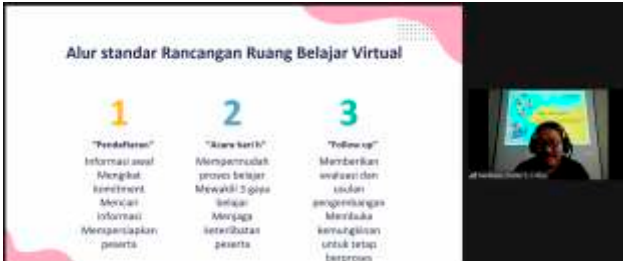 Alur standar Rancangan Ruang Belajar Virtual
1
"Pendaftaran"
Informasi awal
Mengikat
komitment
Mencari
informasi
Mempersiapkan
peserta
2
"Acara hari h"
Mempermudah
proses belajar
Mewakili 3 gaya
belajar
Menjaga
keterlibatan
peserta
3
"Follow up"
Memberikan
evaluasi dan
usulan
pengembangan
Membuka
kemungkinan
untuk tetap
berproses